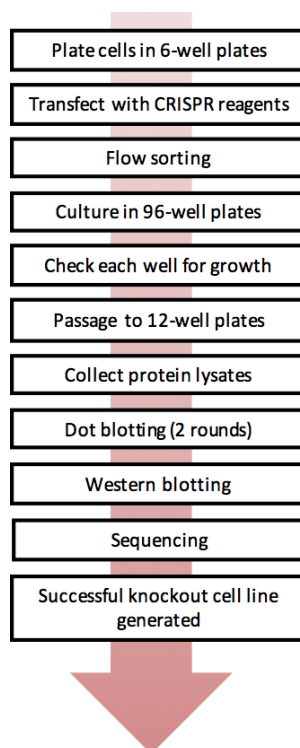 Plate cells in 6-well plates
Transfect with CRISPR reagents
Flow sorting
Culture in 96-well plates
Check each well for growth
Passage to 12-well plates
Collect protein lysates
Dot blotting (2 rounds)
Western blotting
Sequencing
Successful knockout cell line
generated